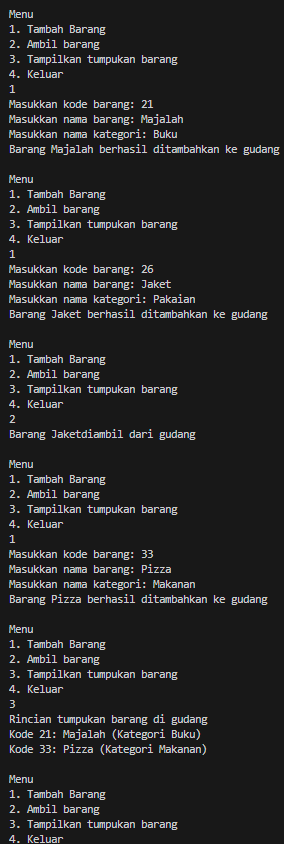 Menu
1. Tambah Barang
2. Ambil barang
3. Tampilkan tumpukan barang
4. Keluar
1
Masukkan kode barang: 21
Masukkan nama barang: Majalah
Masukkan nama kategori: Buku
Barang Majalah berhasil ditambahkan ke gudang
Menu
1. Tambah Barang
2. Ambil barang
3. Tampilkan tumpukan barang
4. Keluar
1
Masukkan kode barang: 26
Masukkan nama barang: Jaket
Masukkan nama kategori: Pakaian
Barang Jaket berhasil ditambahkan ke gudang
Menu
1. Tambah Barang
2. Ambil barang
3. Tampilkan tumpukan barang
4. Keluar
2
Barang Jaketdiambil dari gudang
Menu
1. Tambah Barang
2. Ambil barang
3. Tampilkan tumpukan barang
4. Keluar
1
Masukkan kode barang: 33
Masukkan nama barang: Pizza
Masukkan nama kategori: Makanan
Barang Pizza berhasil ditambahkan ke gudang
Menu
1. Tambah Barang
2. Ambil barang
3. Tampilkan tumpukan barang
4. Keluar
3
Rincian tumpukan barang di gudang
Kode 21: Majalah (Kategori Buku)
Kode 33: Pizza (Kategori Makanan)
Menu
1. Tambah Barang
2. Ambil barang
3. Tampilkan tumpukan barang
4. Keluar